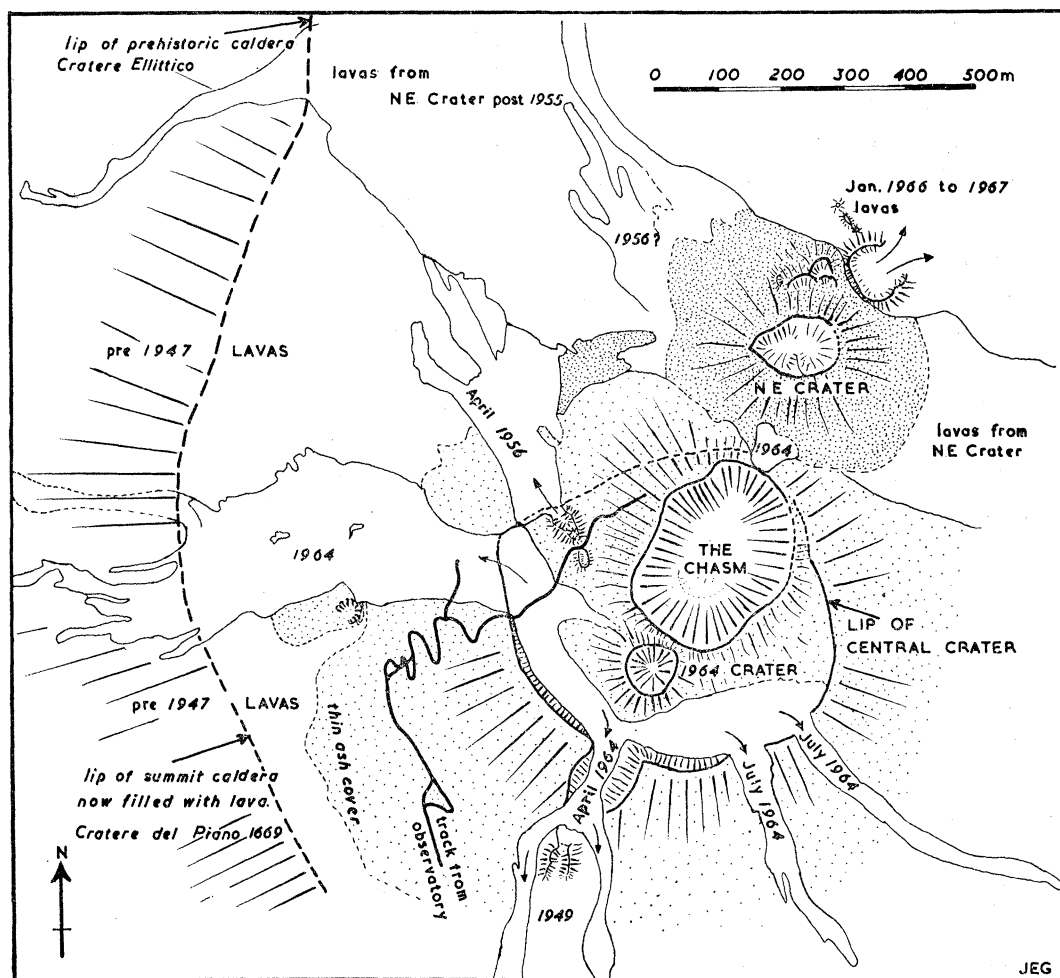 lip of prehistoric caldera
Cratere Ellittico
lavas from
NE Crater post 1955
0 100 200 300 400 500m
Jan. 1966 to 1967
lavas
1956?
pre 1947 LAVAS
NE CRATER
April 1956
lavas from
NE Crater
1964
1964
THE
CHASM
LIP OF
CENTRAL CRATER
1964 CRATER
pre 1947 LAVAS
thin ash cover
lip of summit caldera
now filled with lava.
Cratere del Piano 1669
April 1964
July 1964
July 1964
track from
observatory
N
1949
JEG